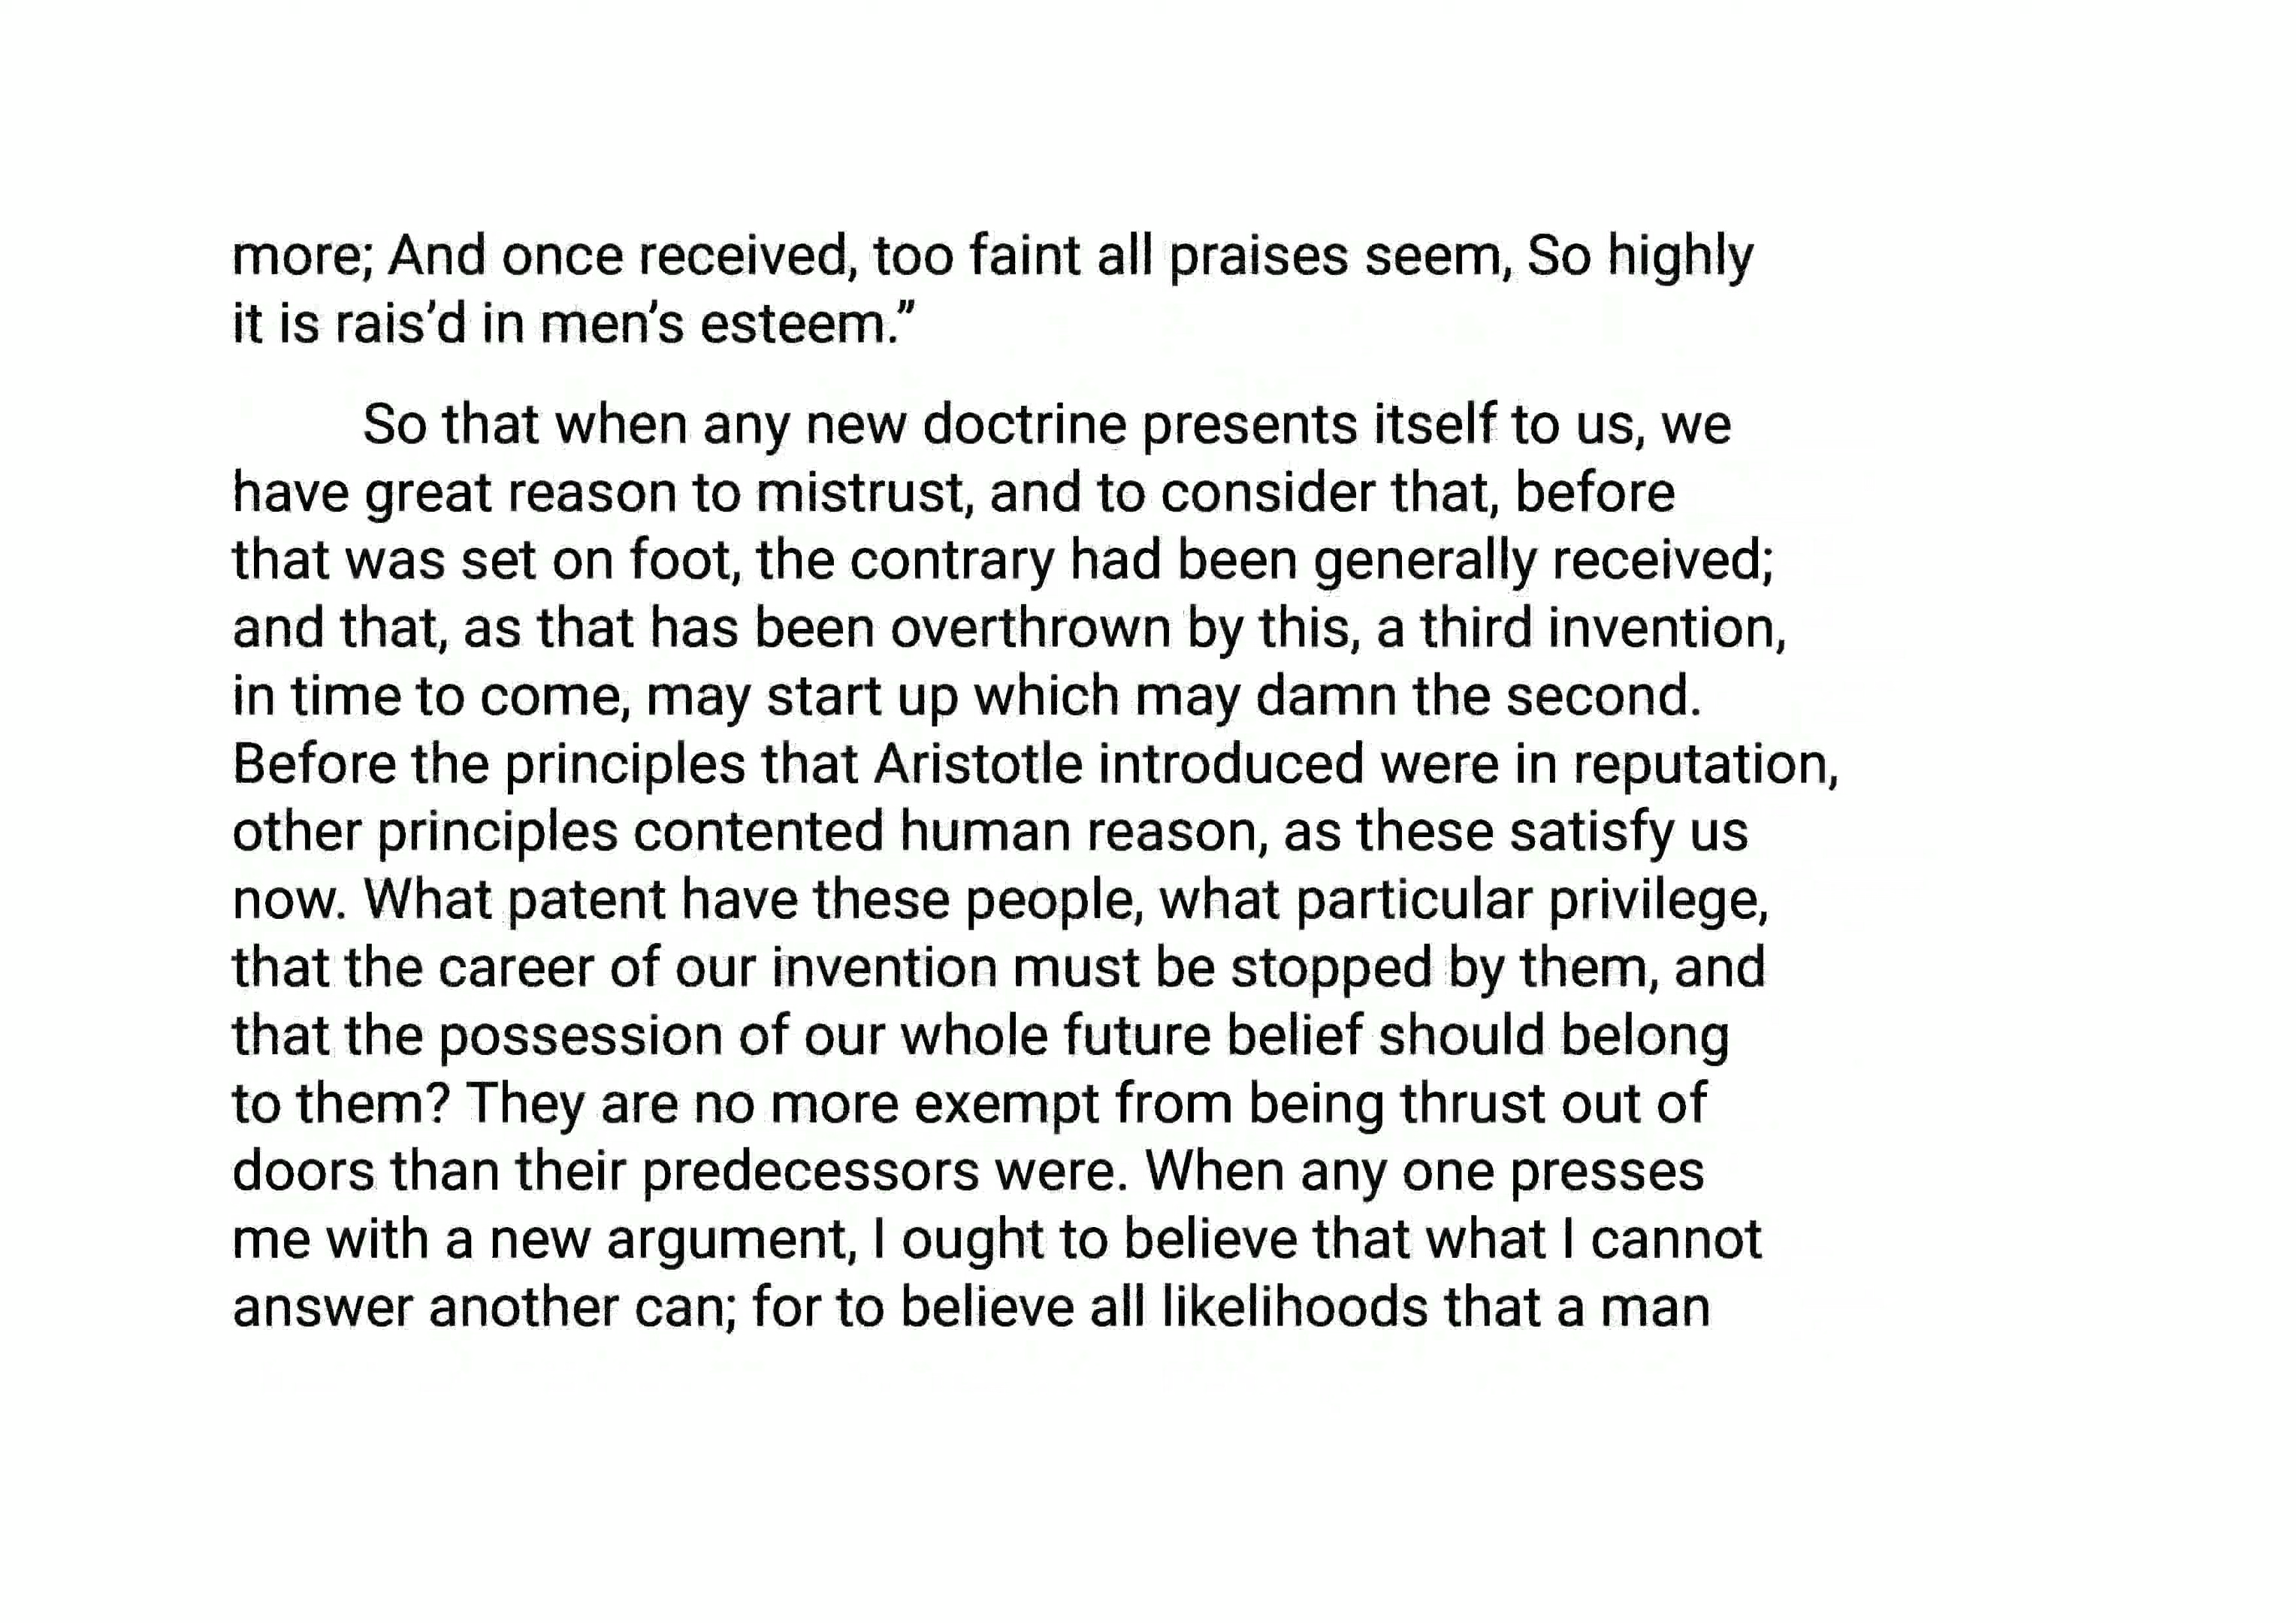 more; And once received, too faint all praises seem, So highly
it is rais’d in men’s esteem.”
So that when any new doctrine presents itself to us, we
have great reason to mistrust, and to consider that, before
that was set on foot, the contrary had been generally received;
and that, as that has been overthrown by this, a third invention,
in time to come, may start up which may damn the second.
Before the principles that Aristotle introduced were in reputation,
other principles contented human reason, as these satisfy us
now. What patent have these people, what particular privilege,
that the career of our invention must be stopped by them, and
that the possession of our whole future belief should belong
to them? They are no more exempt from being thrust out of
doors than their predecessors were. When any one presses
me with a new argument, I ought to believe that what I cannot
answer another can; for to believe all likelihoods that a man